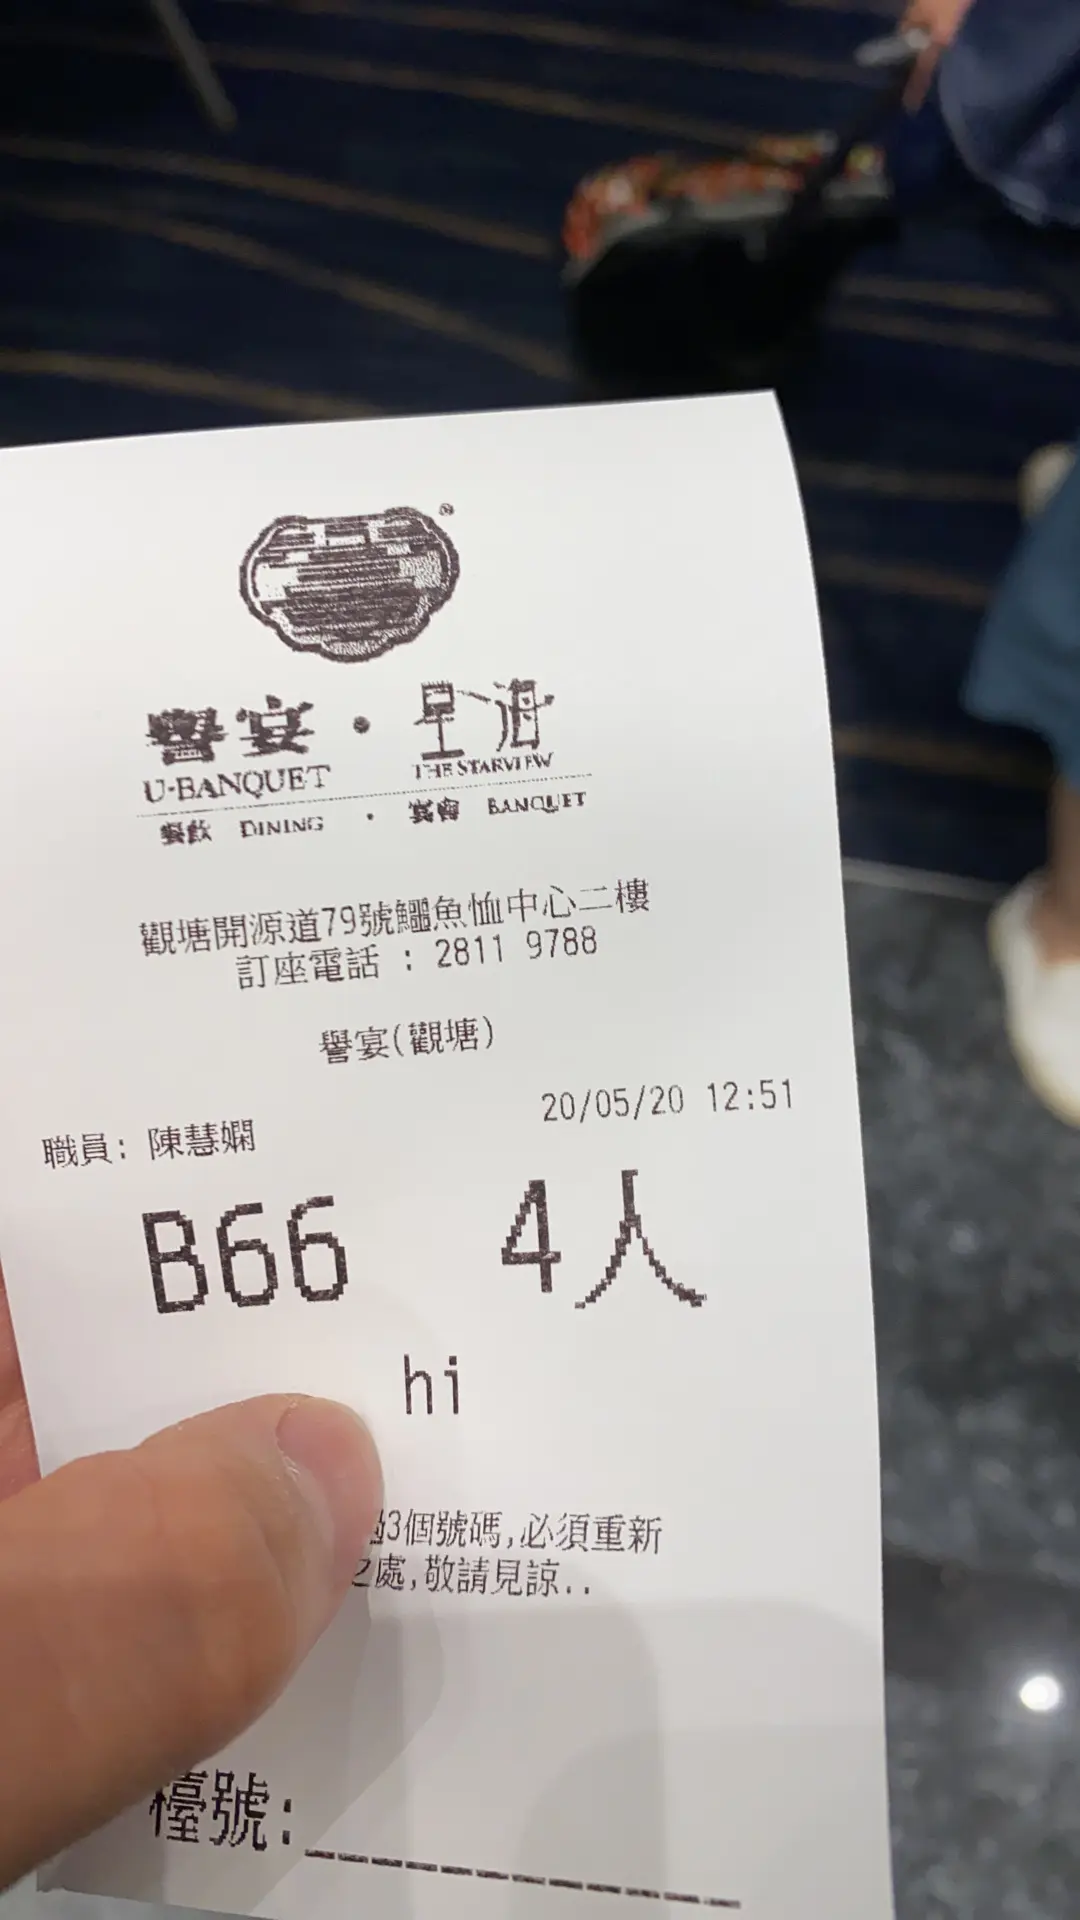 譽宴・星海
U-BANQUET THE STARVIEW
餐飲 DINING ・ 宴會 BANQUET
觀塘開源道79號鱷魚恤中心二樓
訂座電話 : 2811 9788
譽宴(觀塘)
20/05/20 12:51
職員: 陳慧嫻
B66 4人
hi
過3個號碼,必須重新
之處,敬請見諒..
檯號: